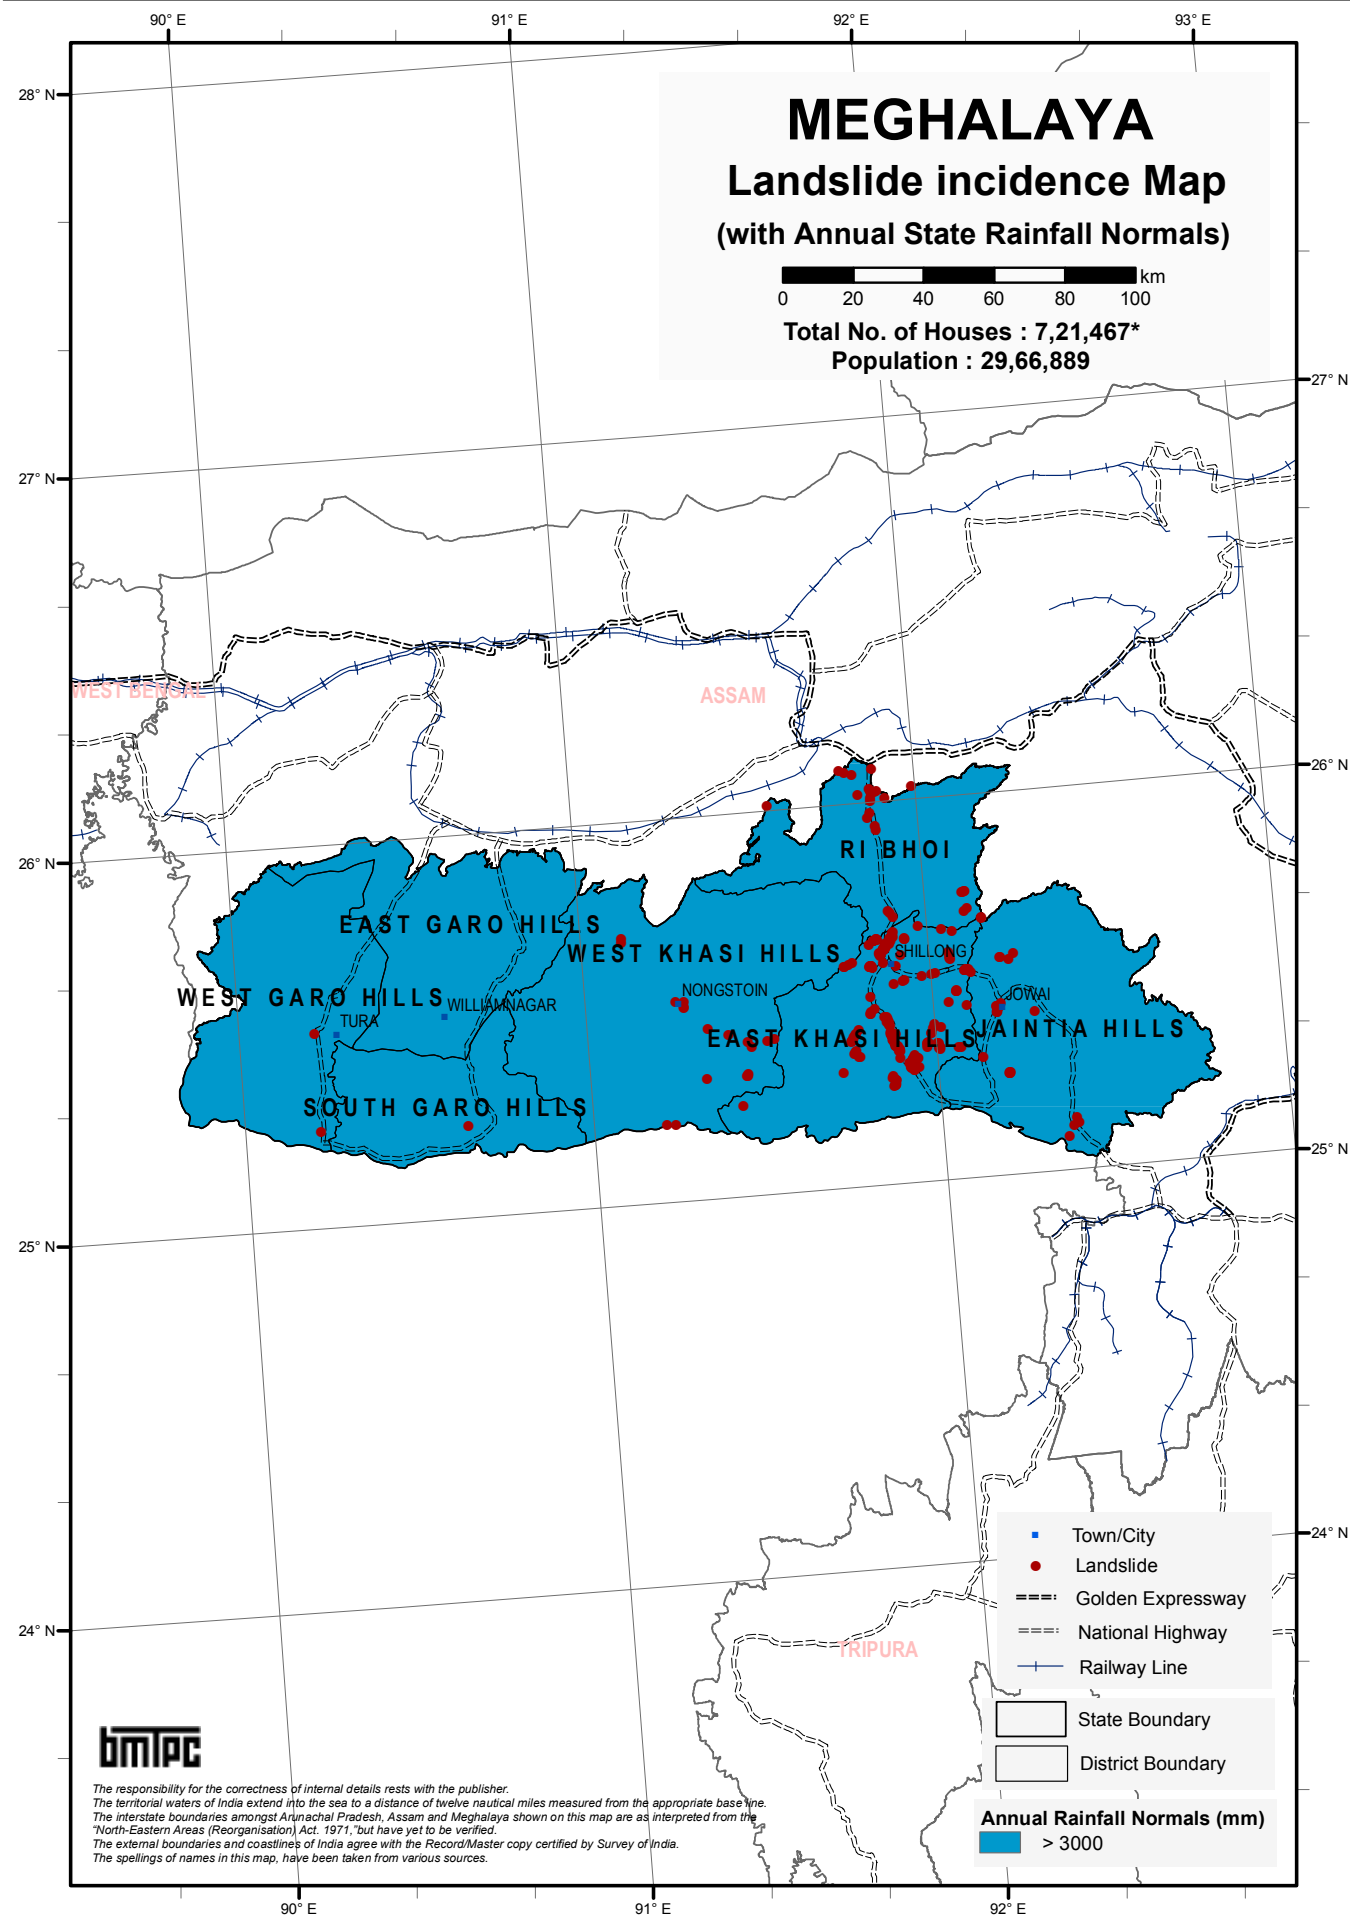 90° E 91° E 92° E 93° E
28° N
MEGHALAYA
Landslide incidence Map
(with Annual State Rainfall Normals)
km
0 20 40 60 80 100
Total No. of Houses : 7,21,467*
Population : 29,66,889
27° N
27° N
WEST BENGAL
ASSAM
26° N
26° N
RI BHOI
EAST GARO HILLS
WEST KHASI HILLS
SHILLONG
WEST GARO HILLS
WILLIAMNAGAR
NONGSTOIN
JOWAI
TURA
EAST KHASI HILLS
JAINTIA HILLS
SOUTH GARO HILLS
25° N
25° N
24° N
24° N
TRIPURA
Town/City
Landslide
Golden Expressway
National Highway
Railway Line
State Boundary
District Boundary
Annual Rainfall Normals (mm)
> 3000
bmTPC
The responsibility for the correctness of internal details rests with the publisher.
The territorial waters of India extend into the sea to a distance of twelve nautical miles measured from the appropriate base line.
The interstate boundaries amongst Arunachal Pradesh, Assam and Meghalaya shown on this map are as interpreted from the
"North-Eastern Areas (Reorganisation) Act. 1971,"but have yet to be verified.
The external boundaries and coastlines of India agree with the Record/Master copy certified by Survey of India.
The spellings of names in this map, have been taken from various sources.
90° E 91° E 92° E